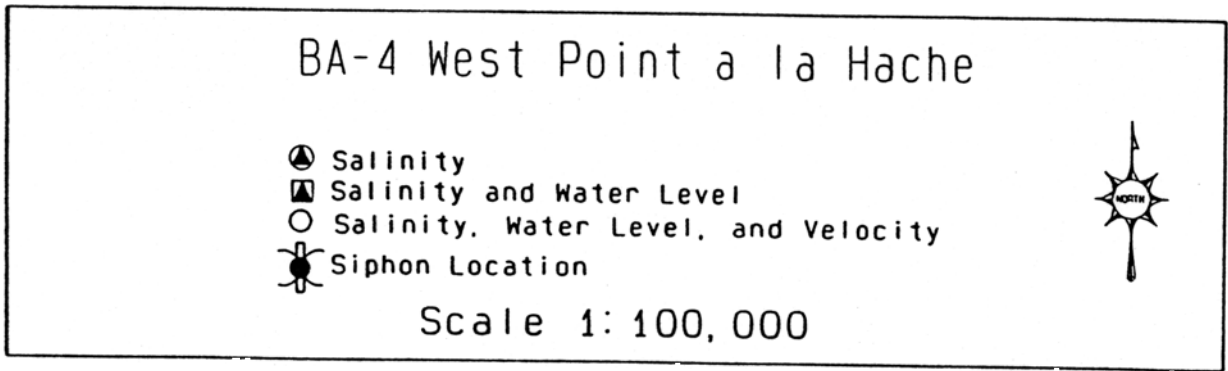 BA-4 West Point a la Hache
Salinity
Salinity and Water Level
Salinity, Water Level, and Velocity
Siphon Location
NORTH
Scale 1:100,000